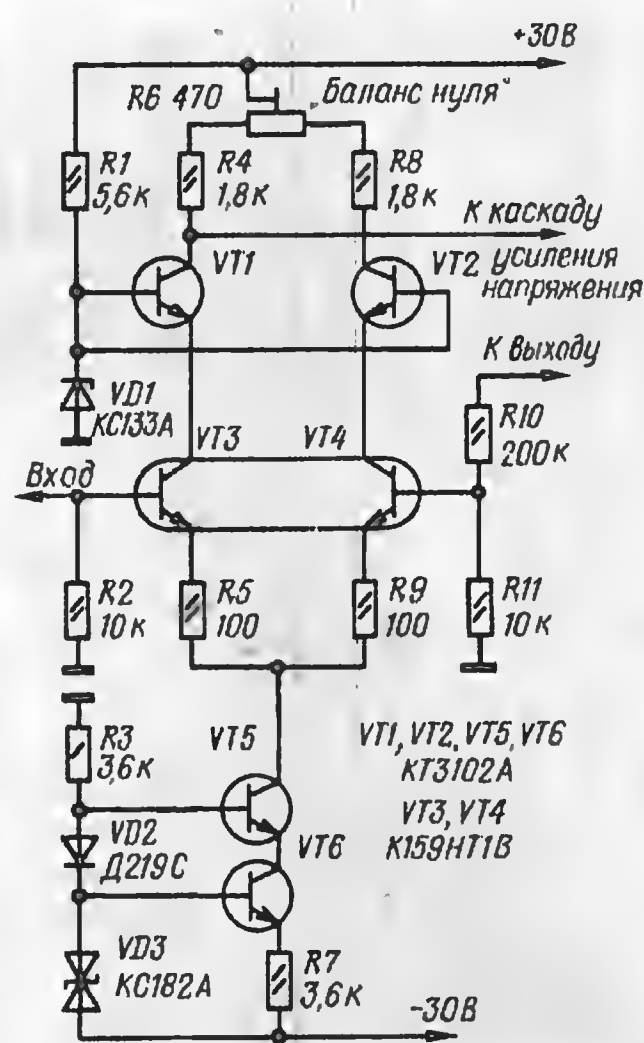 +30В
R6 470
„Баланс нуля“
R1
5,6к
R4
1,8к
R8
1,8к
К каскаду
усиления
напряжения
VT1
VT2
К выходу
VD1
КС133А
VT3
VT4
R10
200к
Вход
R2
10к
R5
100
R9
100
R11
10к
R3
3,6к
VT5
VT1, VT2, VT5, VT6
КТ3102А
VT3, VT4
К159НТ1В
VD2
Д219С
VT6
VD3
КС182А
R7
3,6к
-30В